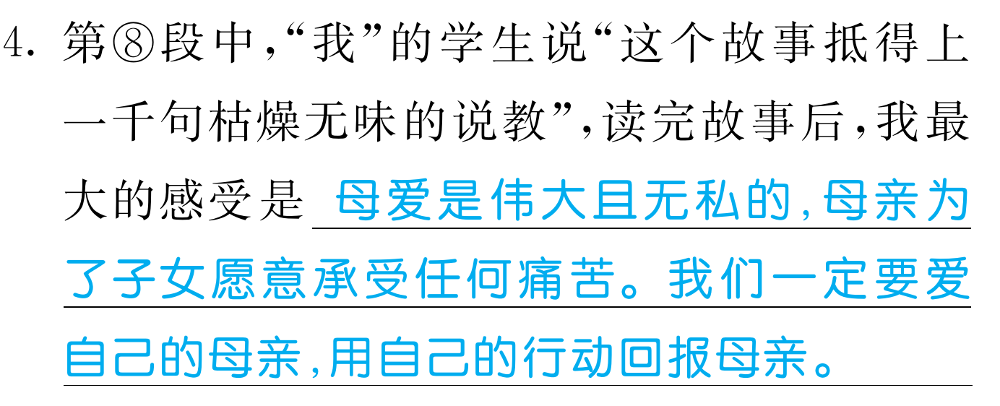 4. 第⑧段中,“我”的学生说“这个故事抵得上
一千句枯燥无味的说教”,读完故事后,我最
大的感受是 母爱是伟大且无私的,母亲为
了子女愿意承受任何痛苦。我们一定要爱
自己的母亲,用自己的行动回报母亲。